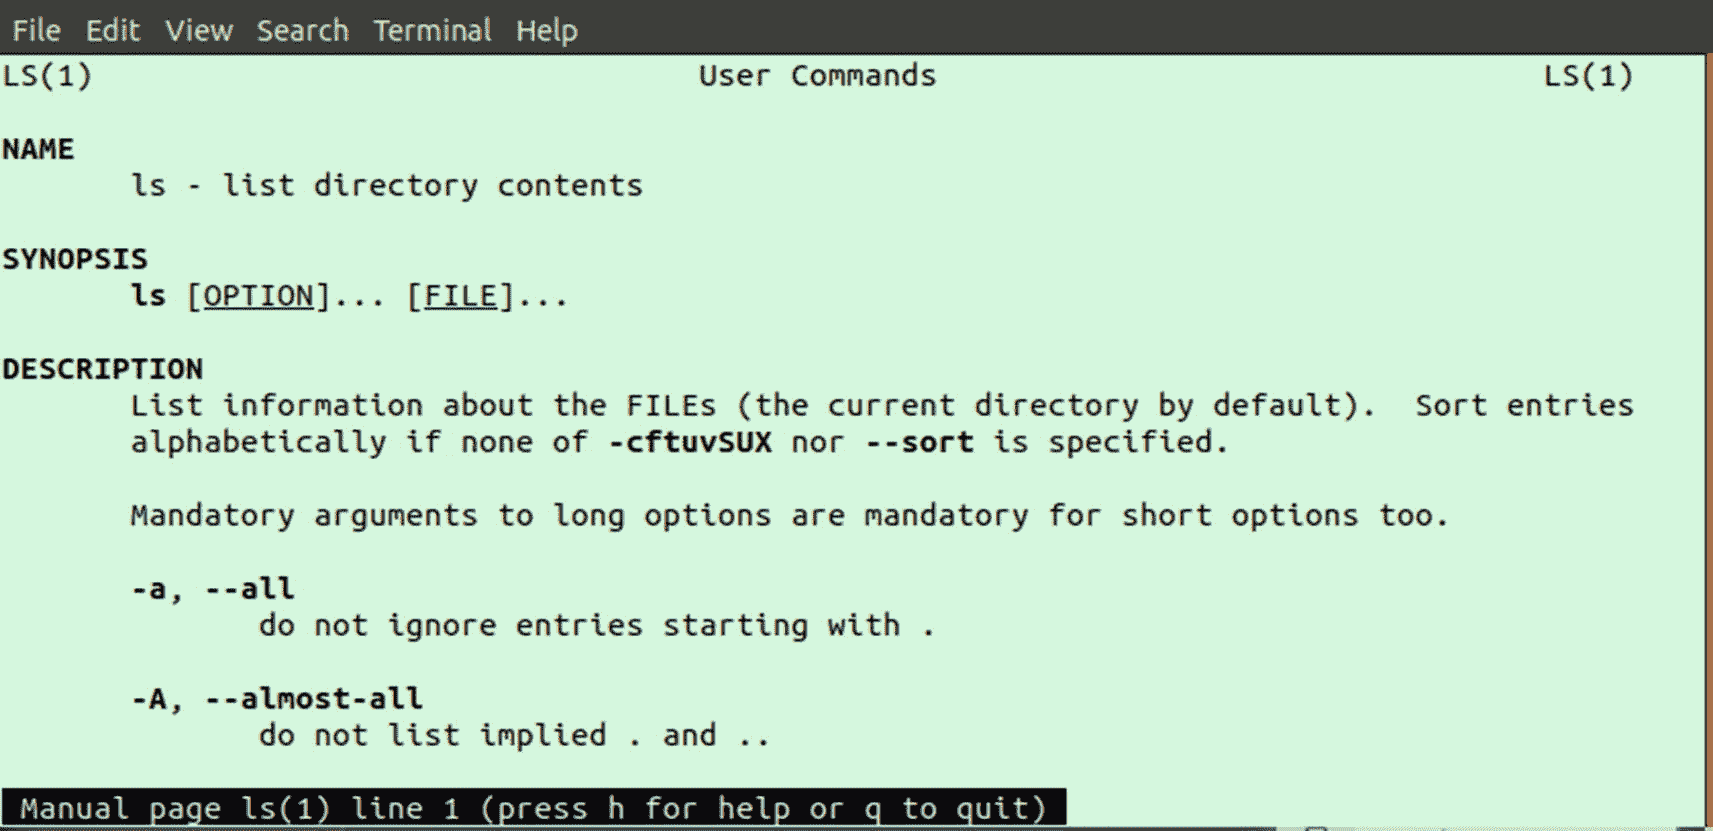 File Edit View Search Terminal Help
LS(1) User Commands LS(1)
NAME
ls - list directory contents
SYNOPSIS
ls [OPTION]... [FILE]...
DESCRIPTION
List information about the FILEs (the current directory by default). Sort entries
alphabetically if none of -cftuvSUX nor --sort is specified.
Mandatory arguments to long options are mandatory for short options too.
-a, --all
do not ignore entries starting with .
-A, --almost-all
do not list implied . and ..
Manual page ls(1) line 1 (press h for help or q to quit)